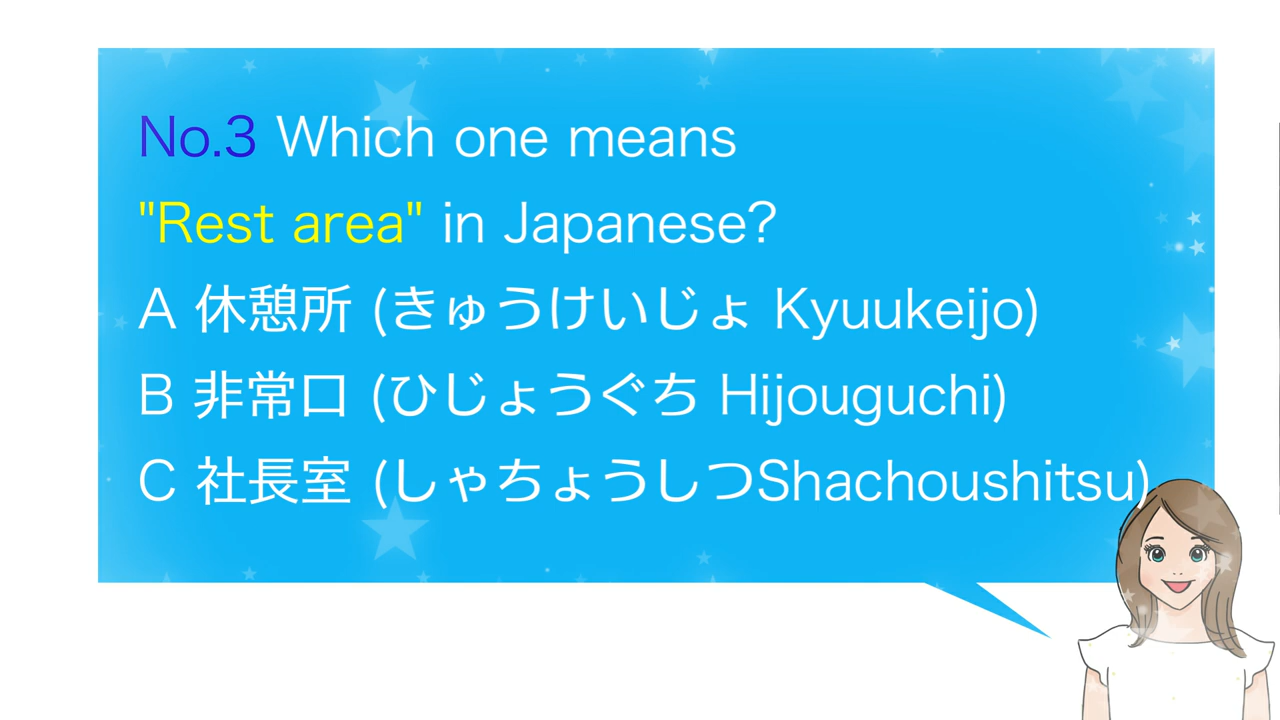 No.3 Which one means
"Rest area" in Japanese?
A 休憩所 (きゅうけいじょ Kyuukeijo)
B 非常口 (ひじょうぐち Hijouguchi)
C 社長室 (しゃちょうしつShachoushitsu)